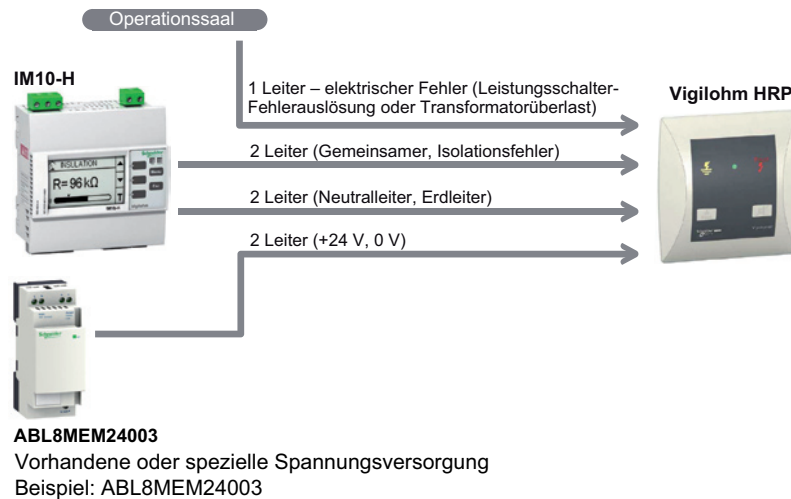 Operationssaal
IM10-H
1 Leiter – elektrischer Fehler (Leistungsschalter-
Fehlerauslösung oder Transformatorüberlast)
Vigilohm HRP
2 Leiter (Gemeinsamer, Isolationsfehler)
INSULATION
R= 96 kΩ
2 Leiter (Neutralleiter, Erdleiter)
2 Leiter (+24 V, 0 V)
ABL8MEM24003
Vorhandene oder spezielle Spannungsversorgung
Beispiel: ABL8MEM24003